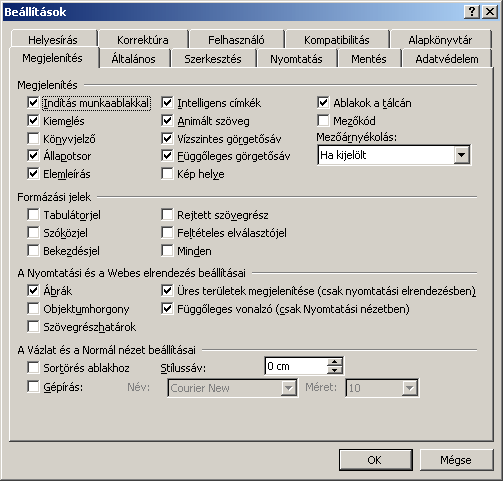 Beállítások
Helyesírás Korrektúra Felhasználó Kompatibilitás Alapkönyvtár
Megjelenítés Általános Szerkesztés Nyomtatás Mentés Adatvédelem
Megjelenítés
Indítás munkaablakkal Intelligens címkék Ablakok a tálcán
Kiemelés Animált szöveg Mezőkód
Könyvjelző Vízszintes görgetősáv Mezőárnyékolás:
Állapotsor Függőleges görgetősáv Ha kijelölt
Elemleírás Kép helye
Formázási jelek
Tabulátorjel Rejtett szövegrész
Szóközjel Feltételes elválasztójel
Bekezdésjel Minden
A Nyomtatási és a Webes elrendezés beállításai
Ábrák Üres területek megjelenítése (csak nyomtatási elrendezésben)
Objektumhorgony Függőleges vonalzó (csak Nyomtatási nézetben)
Szövegrészhatárok
A Vázlat és a Normál nézet beállításai
Sortörés ablakhoz Stílussáv: 0 cm
Gépírás: Név: Courier New Méret: 10
OK Mégse